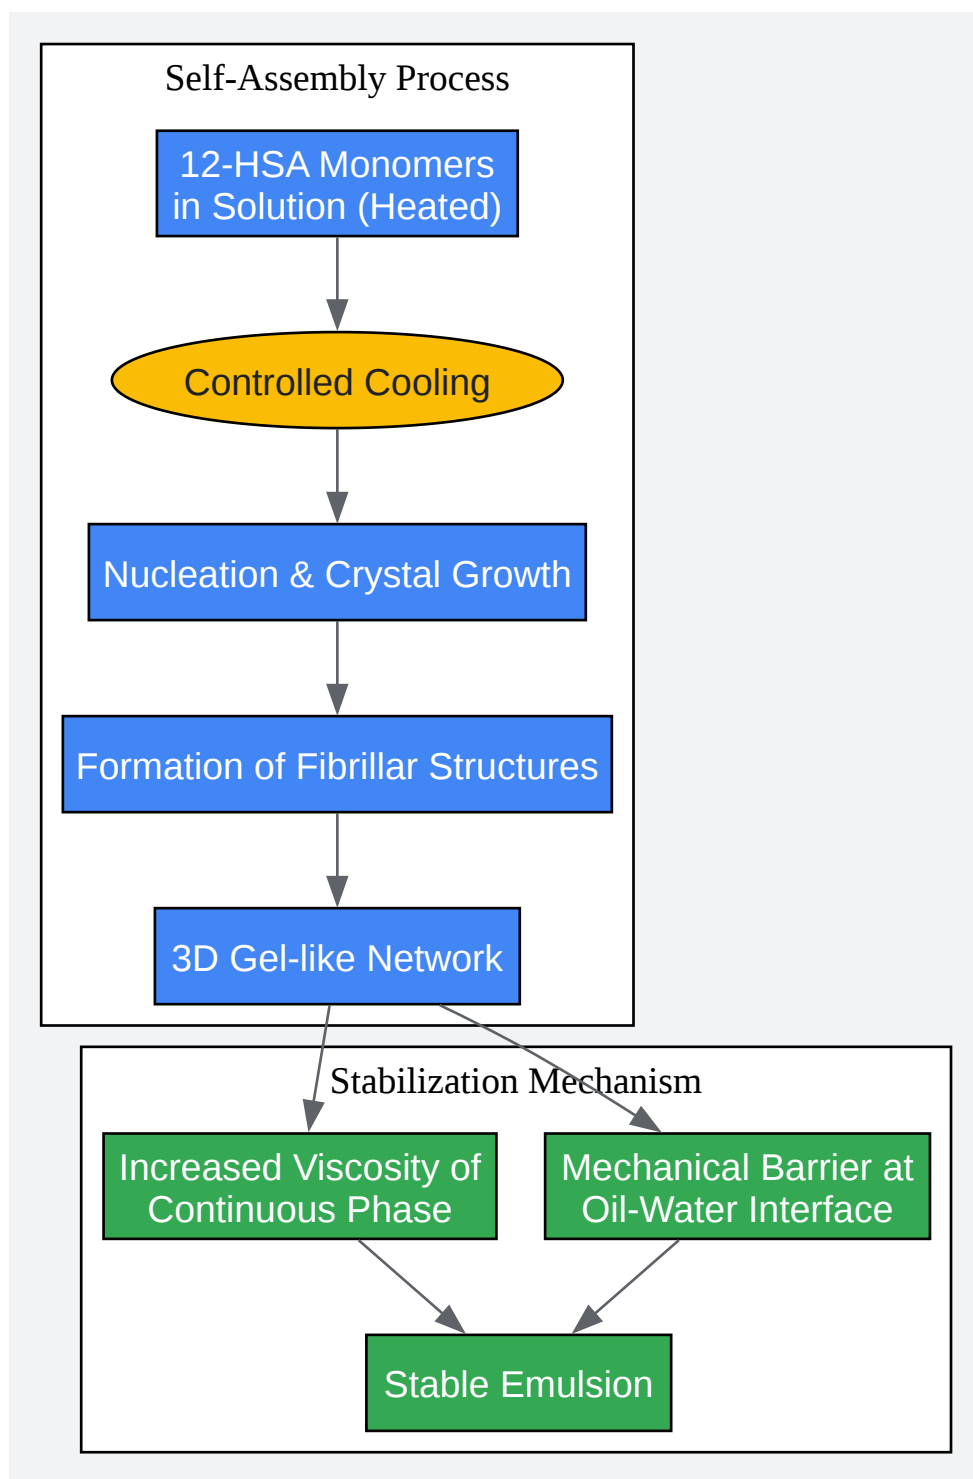 Self-Assembly Process
12-HSA Monomers
in Solution (Heated)
Controlled Cooling
Nucleation & Crystal Growth
Formation of Fibrillar Structures
3D Gel-like Network
Stabilization Mechanism
Increased Viscosity of
Continuous Phase
Mechanical Barrier at
Oil-Water Interface
Stable Emulsion